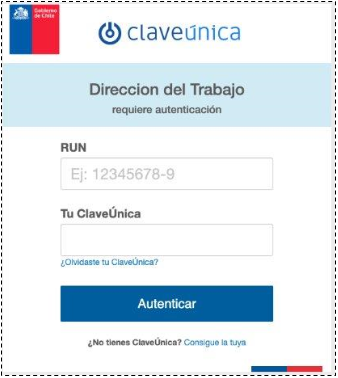 Gobierno
de Chile
claveúnica
Direccion del Trabajo
requiere autenticación
RUN
Ej: 12345678-9
Tu ClaveÚnica
¿Olvidaste tu ClaveÚnica?
Autenticar
¿No tienes ClaveÚnica? Consigue la tuya